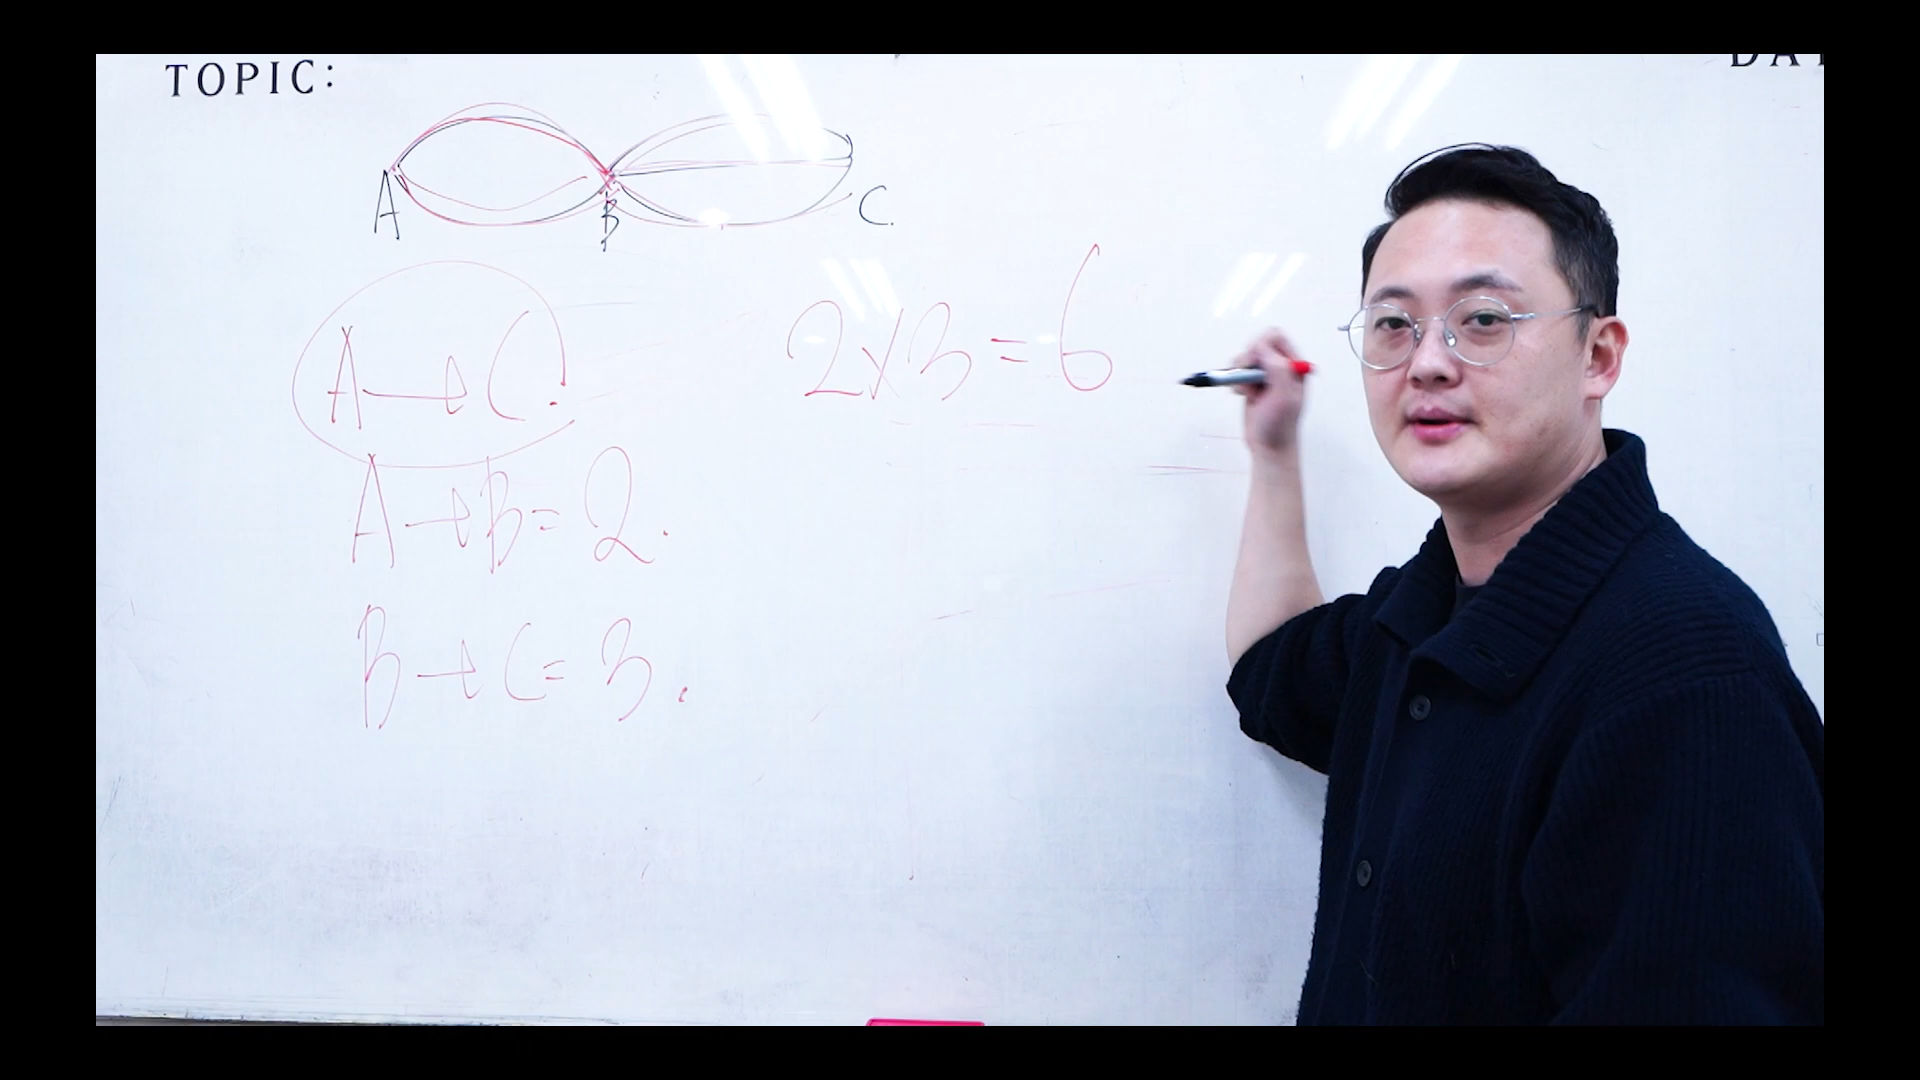 TOPIC:
A B C.
A→C.
2×3=6
A→B=2.
B→C=3.